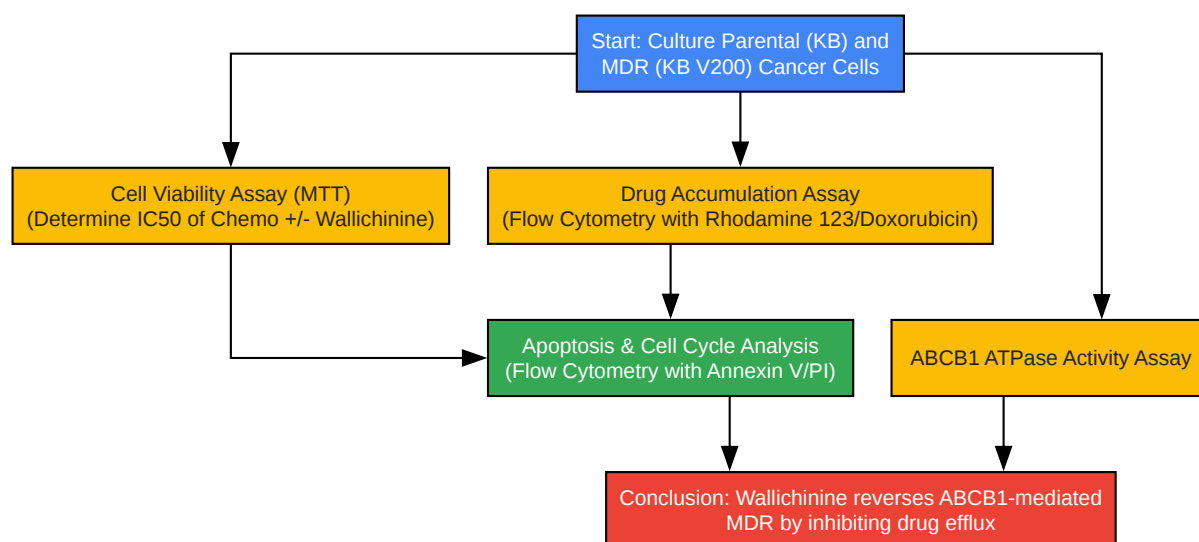 Start: Culture Parental (KB) and
MDR (KB V200) Cancer Cells
Cell Viability Assay (MTT)
(Determine IC50 of Chemo +/- Wallichinine)
Drug Accumulation Assay
(Flow Cytometry with Rhodamine 123/Doxorubicin)
Apoptosis & Cell Cycle Analysis
(Flow Cytometry with Annexin V/PI)
ABCB1 ATPase Activity Assay
Conclusion: Wallichinine reverses ABCB1-mediated
MDR by inhibiting drug efflux